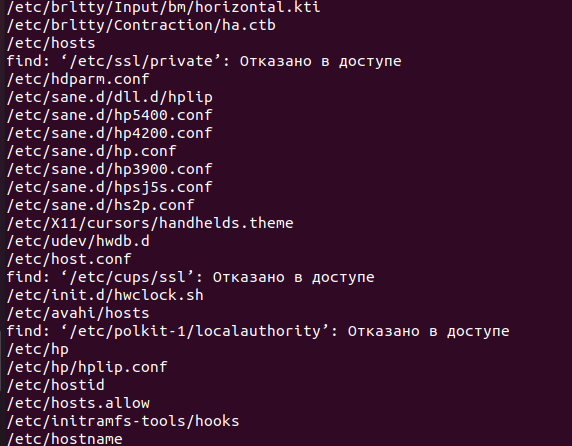 /etc/brltty/Input/bm/horizontal.kti
/etc/brltty/Contraction/ha.ctb
/etc/hosts
find: ‘/etc/ssl/private’: Отказано в доступе
/etc/hdparm.conf
/etc/sane.d/dll.d/hplip
/etc/sane.d/hp5400.conf
/etc/sane.d/hp4200.conf
/etc/sane.d/hp.conf
/etc/sane.d/hp3900.conf
/etc/sane.d/hpsj5s.conf
/etc/sane.d/hs2p.conf
/etc/X11/cursors/handhelds.theme
/etc/udev/hwdb.d
/etc/host.conf
find: ‘/etc/cups/ssl’: Отказано в доступе
/etc/init.d/hwclock.sh
/etc/avahi/hosts
find: ‘/etc/polkit-1/localauthority’: Отказано в доступе
/etc/hp
/etc/hp/hplip.conf
/etc/hostid
/etc/hosts.allow
/etc/initramfs-tools/hooks
/etc/hostname